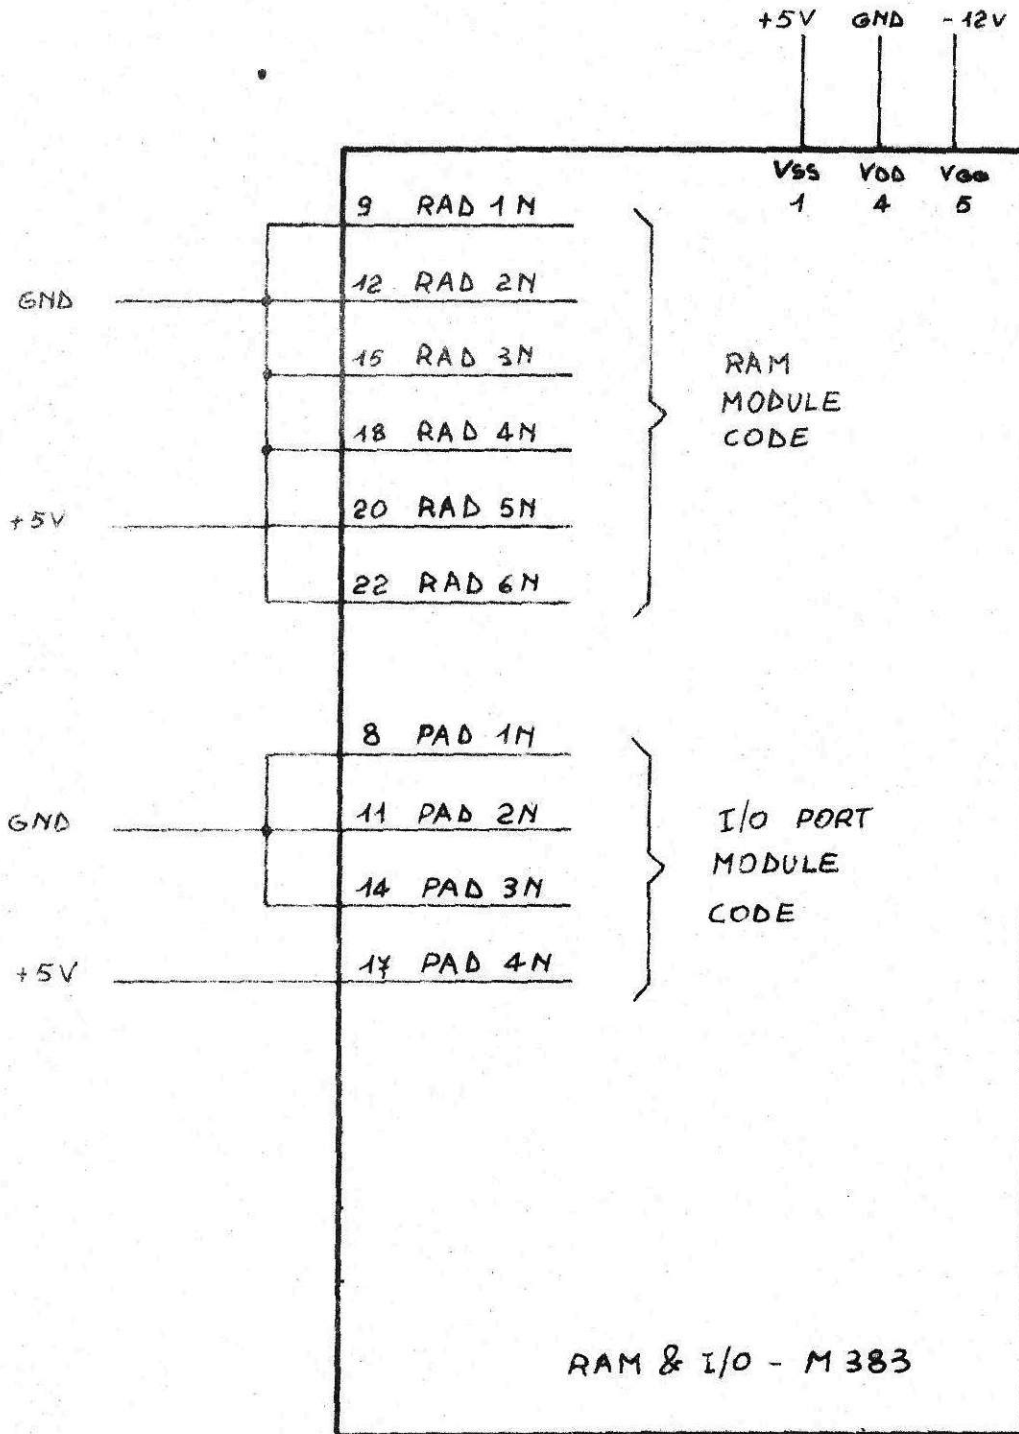 +5V GND -12V
VSS VDD VGG
1 4 5
9 RAD 1N
GND 12 RAD 2N
15 RAD 3N
18 RAD 4N
+5V 20 RAD 5N
22 RAD 6N
RAM
MODULE
CODE
8 PAD 1N
GND 11 PAD 2N
14 PAD 3N
+5V 17 PAD 4N
I/O PORT
MODULE
CODE
RAM & I/O - M 383